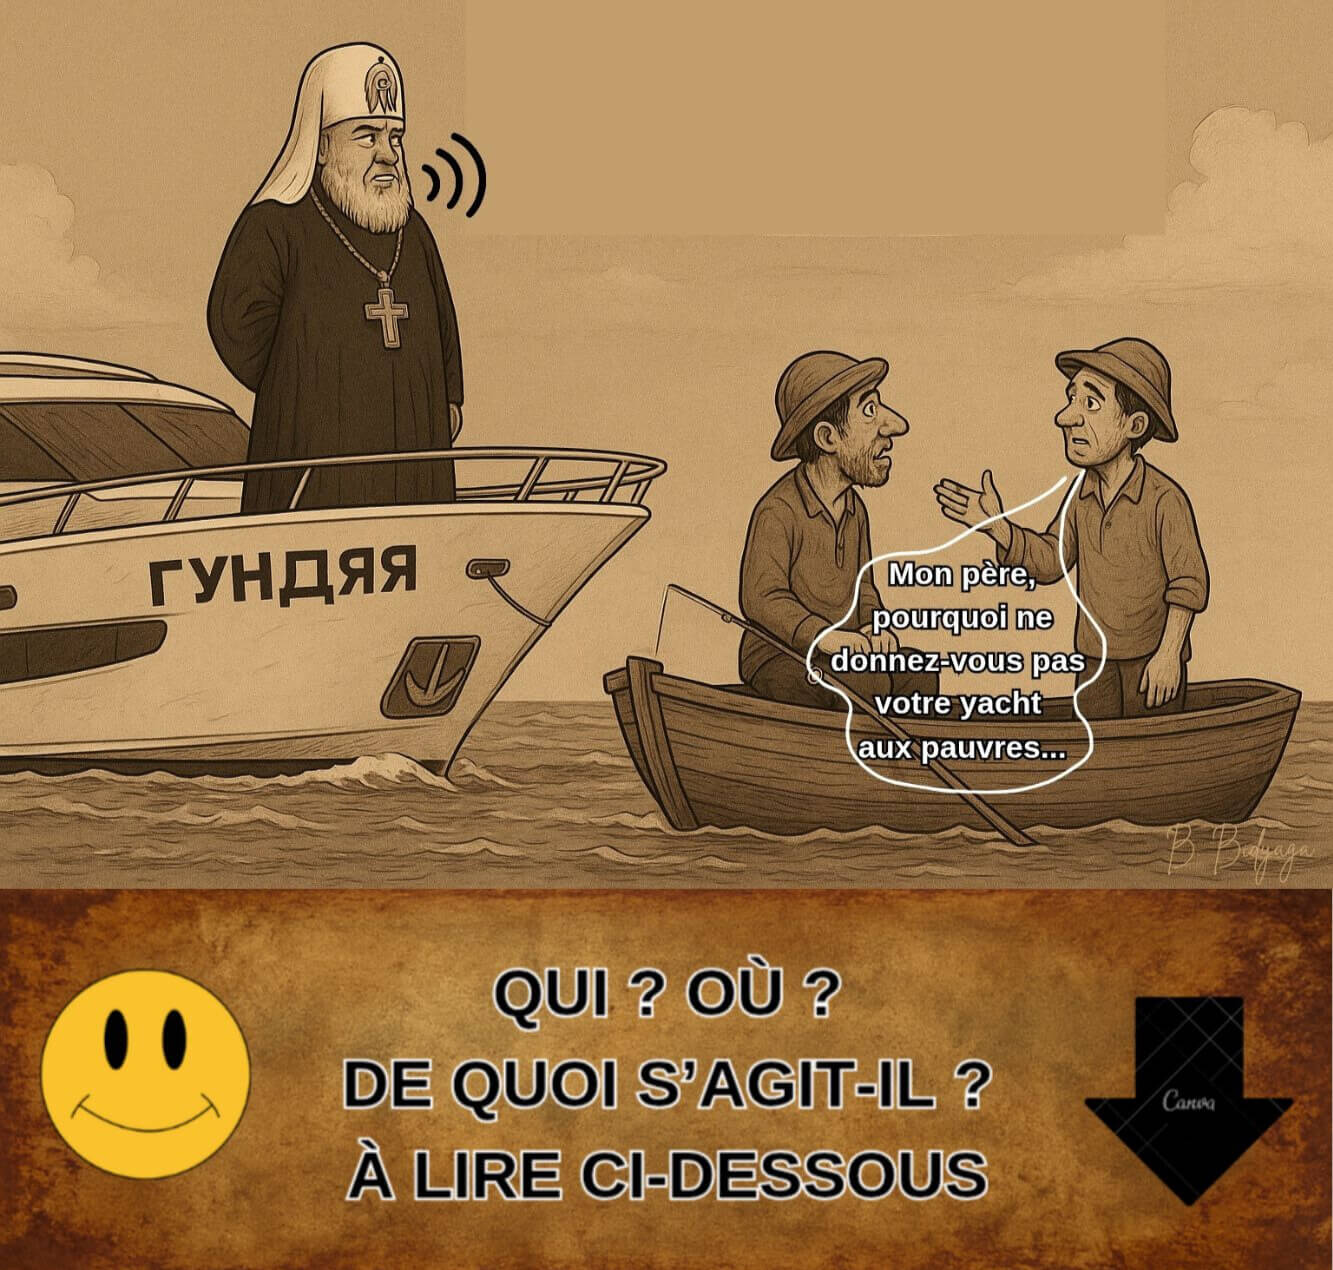 ГУНДЯЯ
Mon père,
pourquoi ne
donnez-vous pas
votre yacht
aux pauvres...
B. Bidyaga
QUI ? OÙ ?
DE QUOI S'AGIT-IL ?
À LIRE CI-DESSOUS
Canva